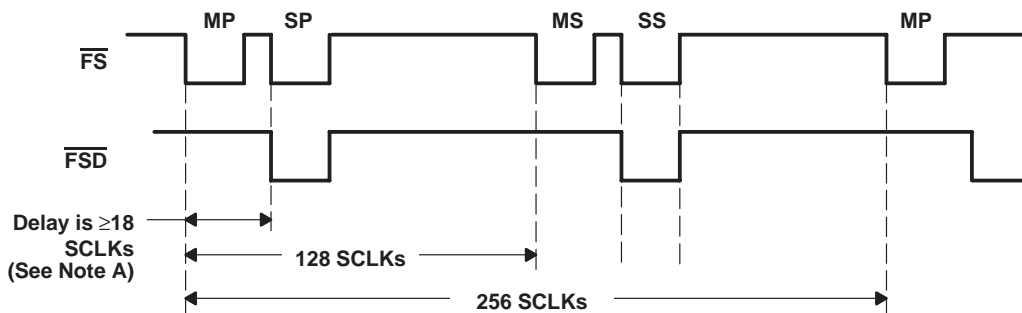 MP SP MS SS MP
FS
FSD
Delay is ≥18
SCLKs
(See Note A)
128 SCLKs
256 SCLKs